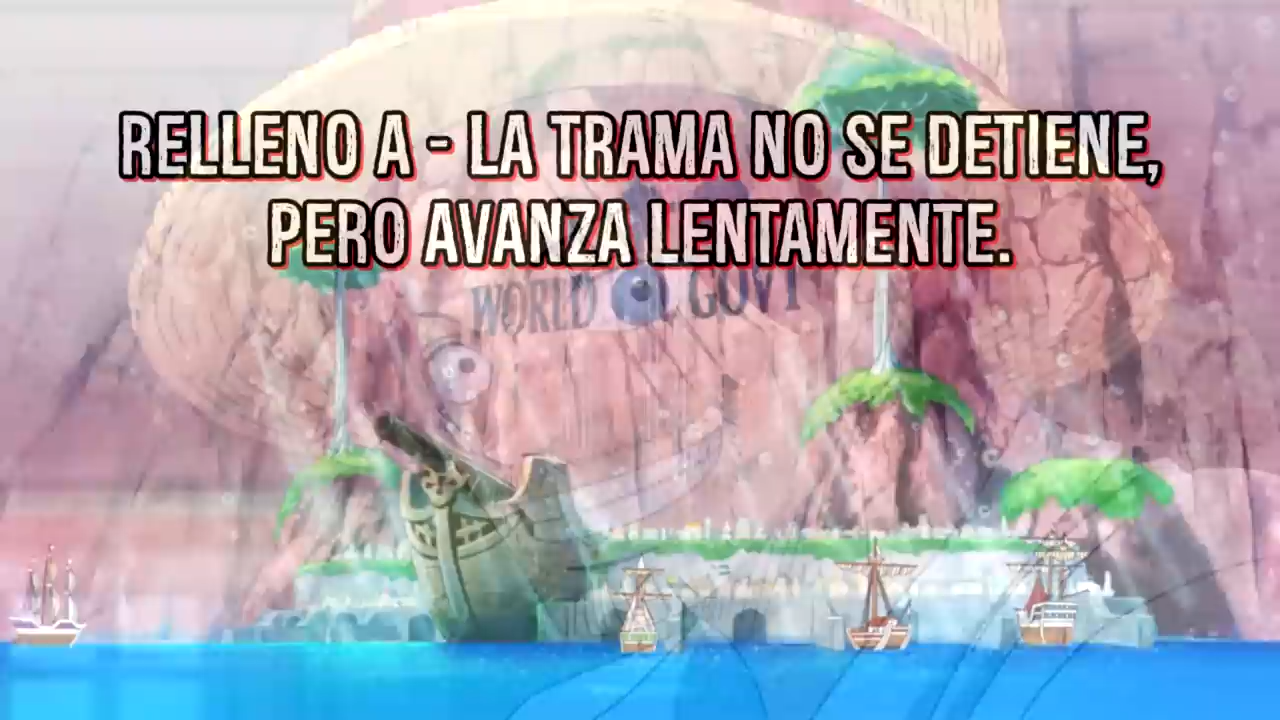 RELLENO A - LA TRAMA NO SE DETIENE,
PERO AVANZA LENTAMENTE.
WORLD GOVT